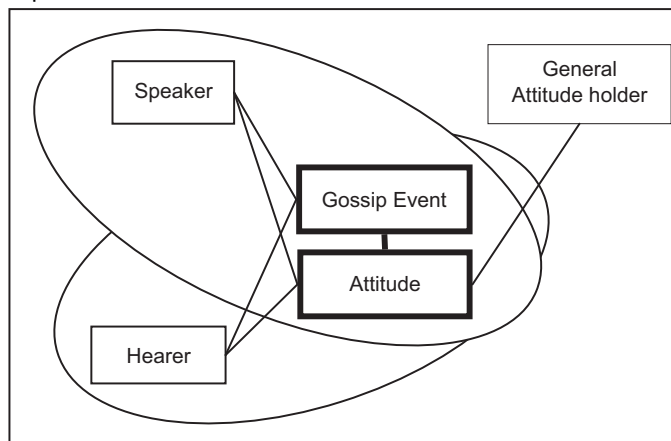 Speaker
General
Attitude holder
Gossip Event
Attitude
Hearer